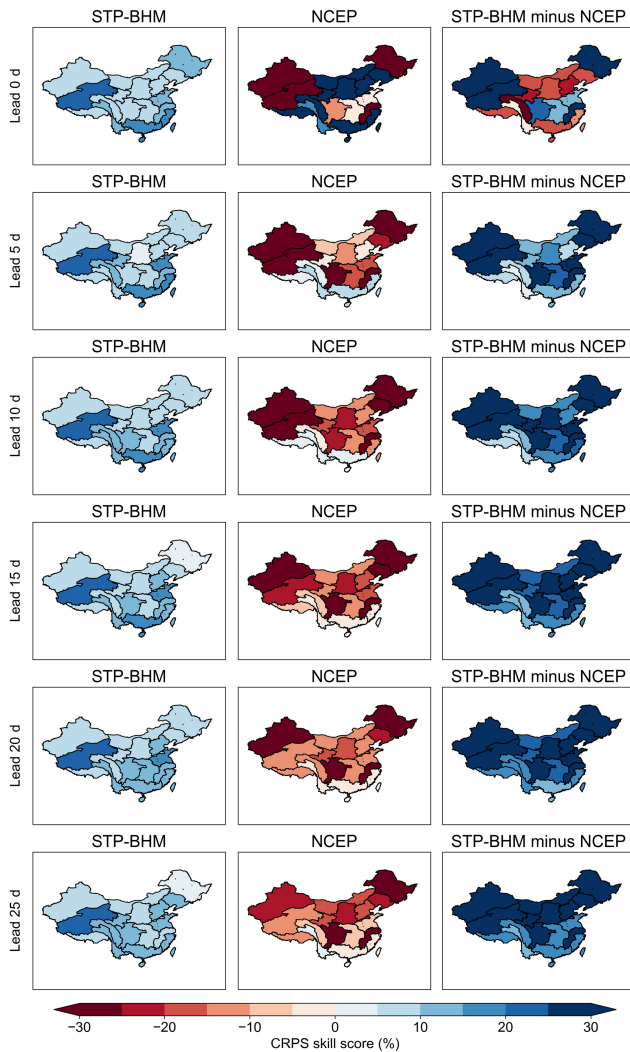 STP-BHM NCEP STP-BHM minus NCEP
Lead 0 d
STP-BHM NCEP STP-BHM minus NCEP
Lead 5 d
STP-BHM NCEP STP-BHM minus NCEP
Lead 10 d
STP-BHM NCEP STP-BHM minus NCEP
Lead 15 d
STP-BHM NCEP STP-BHM minus NCEP
Lead 20 d
STP-BHM NCEP STP-BHM minus NCEP
Lead 25 d
−30 −20 −10 0 10 20 30
CRPS skill score (%)